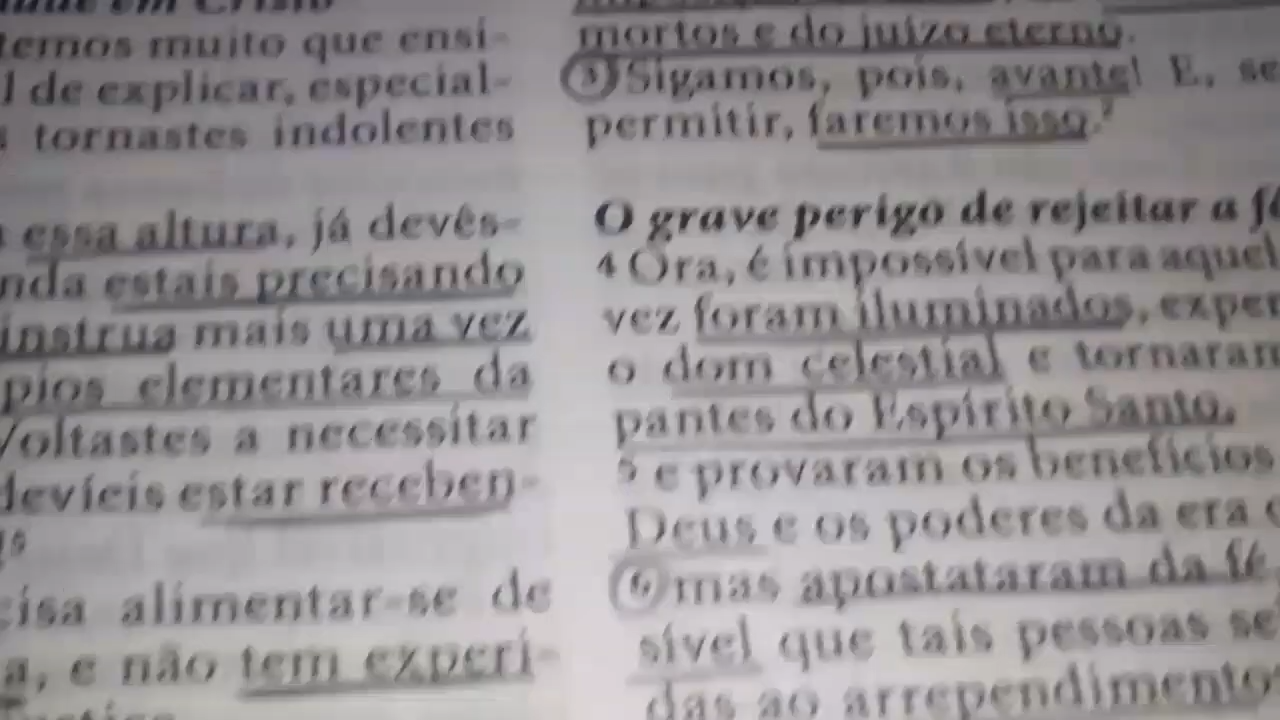 temos muito que ensi-
l de explicar, especial-
s tornastes indolentes
essa altura, já devês-
nda estais precisando
instrua mais uma vez
pios elementares da
Voltastes a necessitar
devíeis estar receben-
cisa alimentar-se de
a, e não tem experi-
mortos e do juízo eterno.
3 Sigamos, pois, avante! E, se
permitir, faremos isso.²
O grave perigo de rejeitar a fé
4 Ora, é impossível para aquel
vez foram iluminados, exper
o dom celestial e tornaram
pantes do Espírito Santo,
5 e provaram os benefícios
Deus e os poderes da era
6 mas apostataram da fé
sível que tais pessoas se
das ao arrependimento